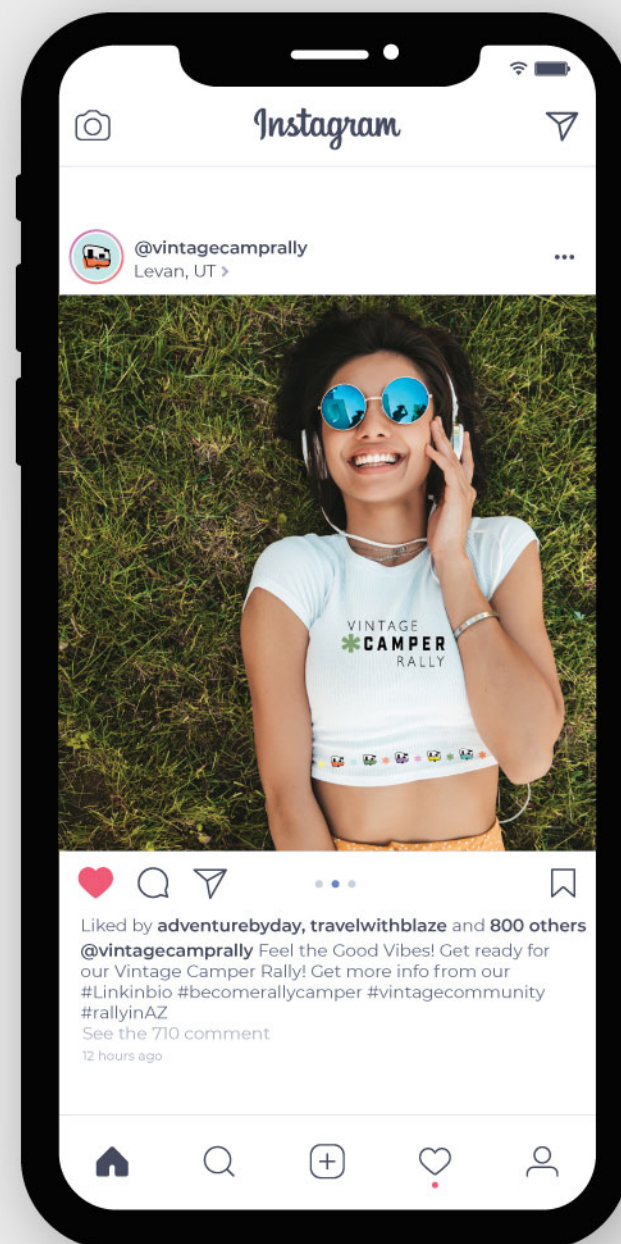 Instagram
@vintagecamprally
Levan, UT >
VINTAGE
*CAMPER
RALLY
Liked by adventurebyday, travelwithblaze and 800 others
@vintagecamprally Feel the Good Vibes! Get ready for
our Vintage Camper Rally! Get more info from our
#Linkinbio #becomerallycamper #vintagecommunity
#rallyinAZ
See the 710 comment
12 hours ago